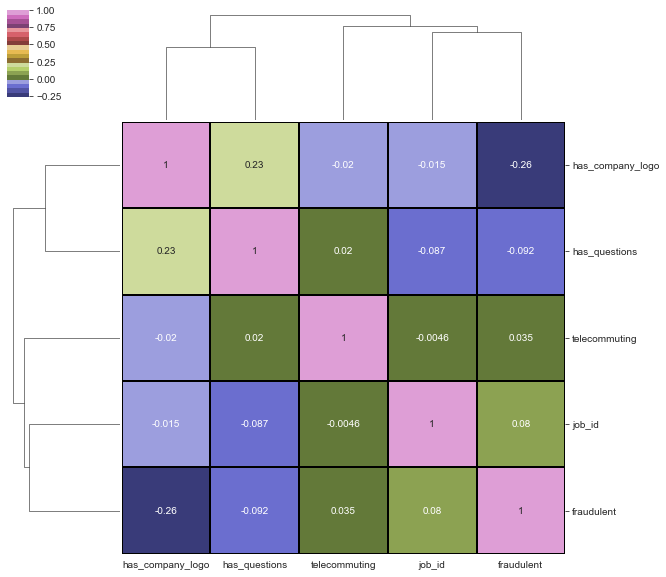 1.00
0.75
0.50
0.25
0.00
−0.25
1 0.23 -0.02 -0.015 -0.26 has_company_logo
0.23 1 0.02 -0.087 -0.092 has_questions
-0.02 0.02 1 -0.0046 0.035 telecommuting
-0.015 -0.087 -0.0046 1 0.08 job_id
-0.26 -0.092 0.035 0.08 1 fraudulent
has_company_logo has_questions telecommuting job_id fraudulent